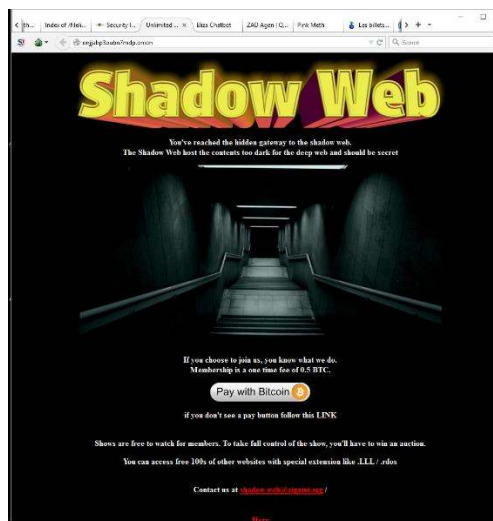 Index of /filei...
Security I...
Unlimited ...
Eliza Chatbot
ZAD Agen | Q...
Pink Meth
Les billets...
Shadow Web
You've reached the hidden gateway to the shadow web.
The Shadow Web host the contents too dark for the deep web and should be secret
If you choose to join us, you know what we do.
Membership is a one time fee of 0.5 BTC.
Pay with Bitcoin
if you don't see a pay button follow this LINK
Shows are free to watch for members. To take full control of the show, you'll have to win an auction.
You can access free 100s of other websites with special extension like .LLL / .rdos
Contact us at